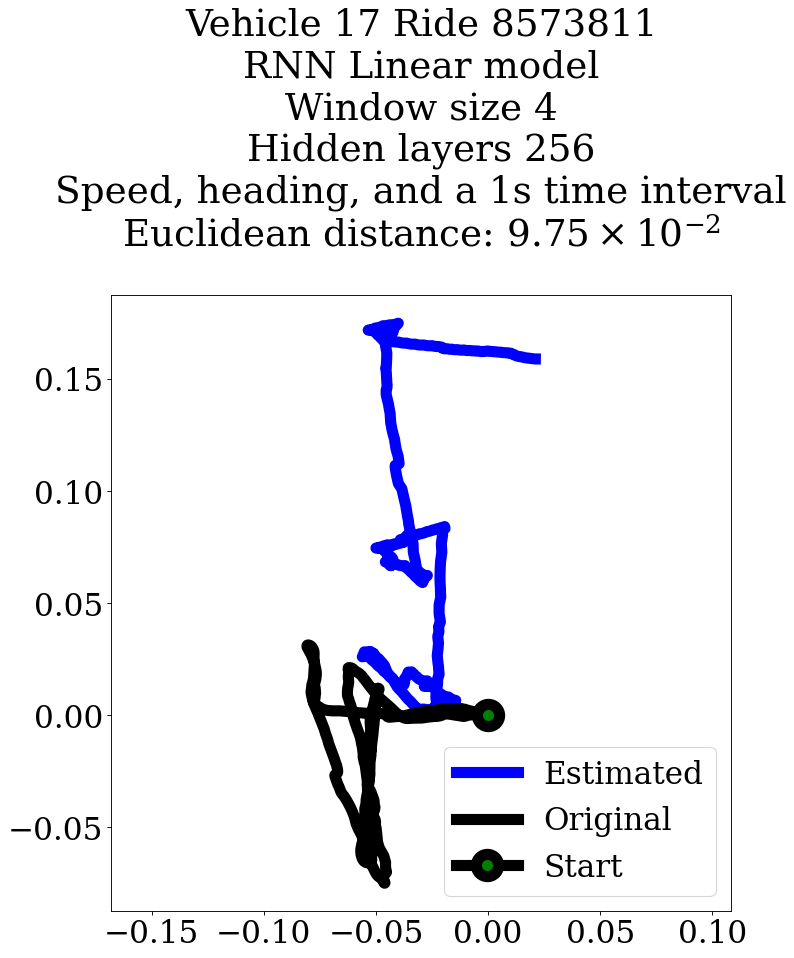 Vehicle 17 Ride 8573811
RNN Linear model
Window size 4
Hidden layers 256
Speed, heading, and a 1s time interval
Euclidean distance: 9.75 × 10⁻²
0.15
0.10
0.05
0.00
−0.05
Estimated
Original
Start
−0.15 −0.10 −0.05 0.00 0.05 0.10